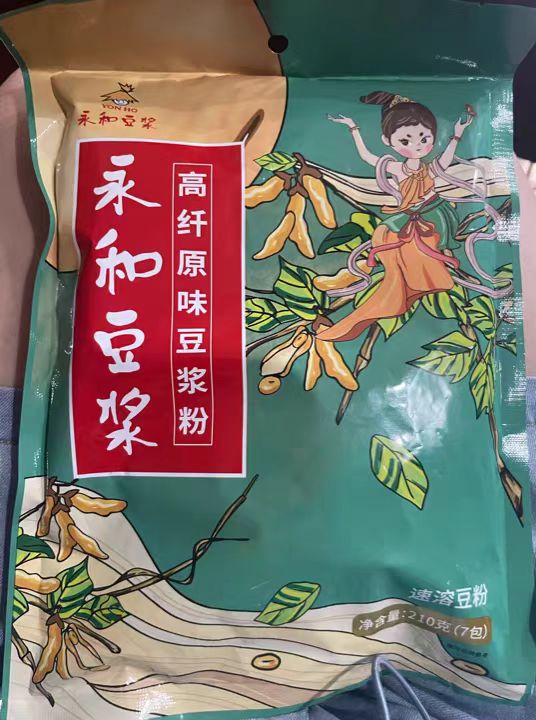 YON HO
永和豆浆
永和豆浆
高纤原味豆浆粉
速溶豆粉
净含量:210克(7包)